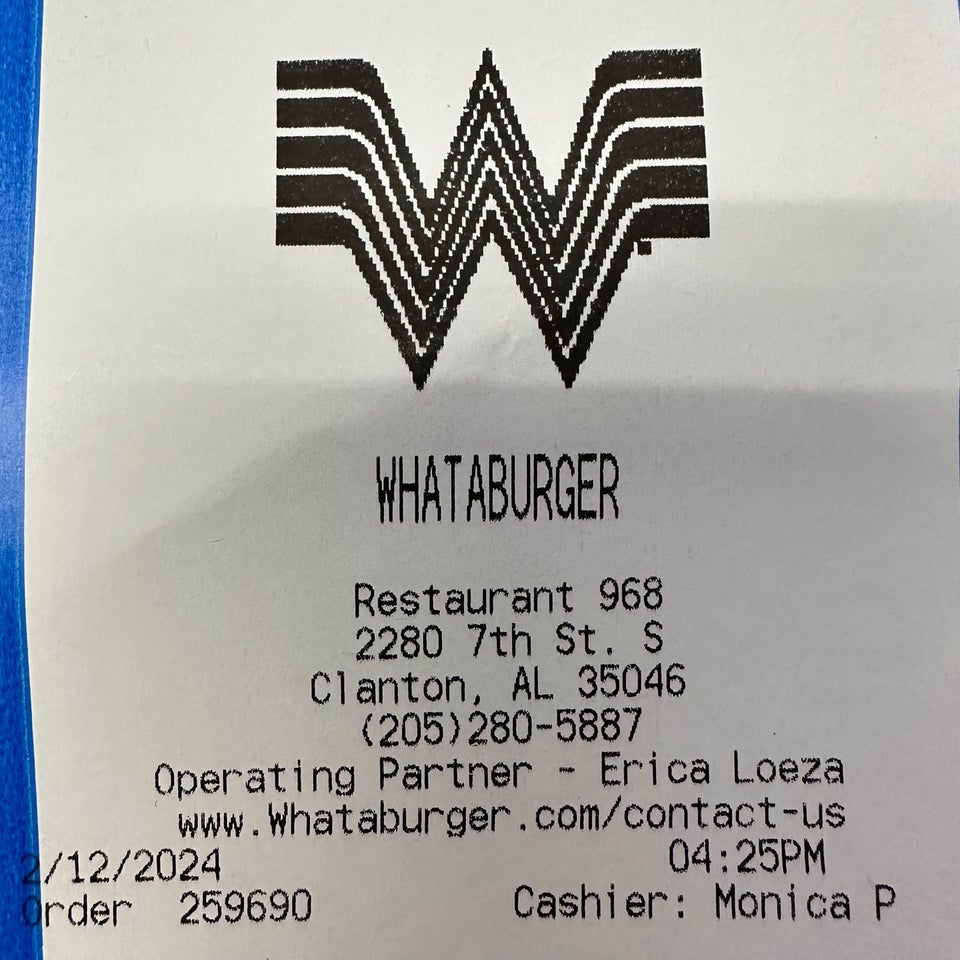 WHATABURGER
Restaurant 968
2280 7th St. S
Clanton, AL 35046
(205)280-5887
Operating Partner - Erica Loeza
www.Whataburger.com/contact-us
2/12/2024 04:25PM
Order 259690 Cashier: Monica P